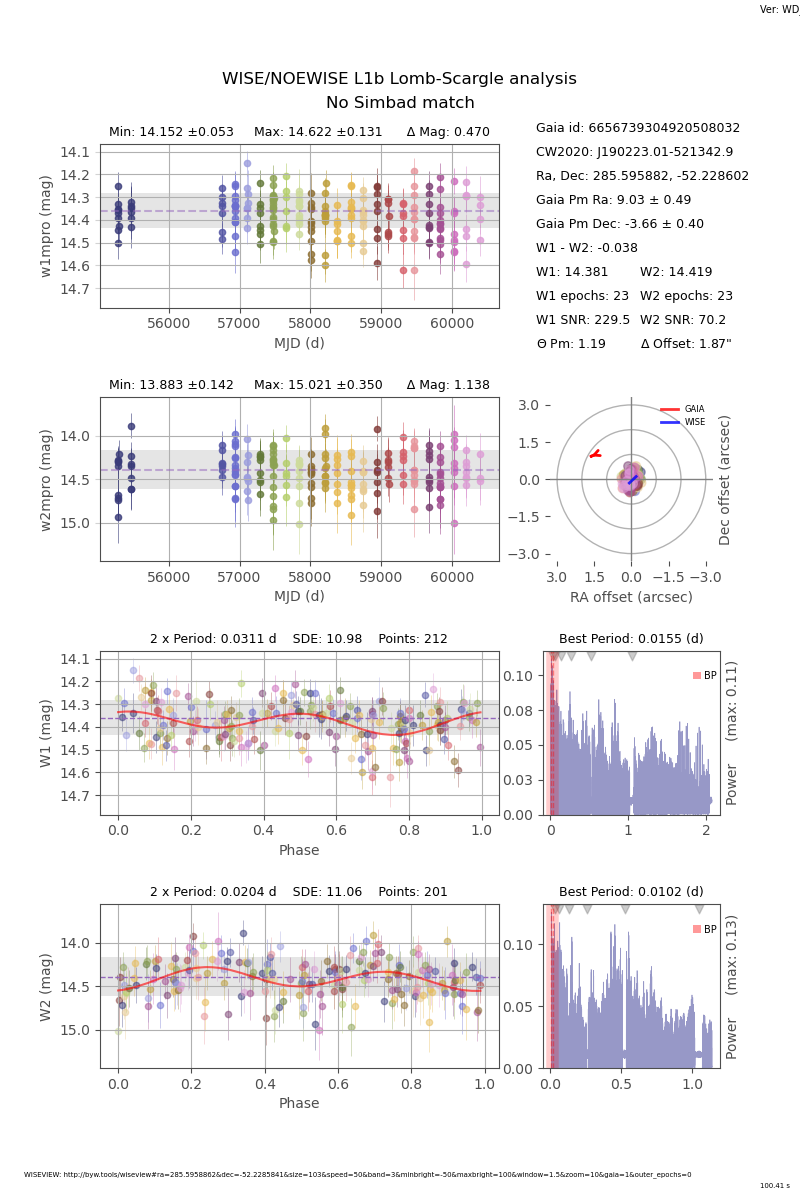 Ver: WD_
WISE/NOEWISE L1b Lomb-Scargle analysis
No Simbad match
Min: 14.152 ±0.053 Max: 14.622 ±0.131 Δ Mag: 0.470
14.1
14.2
14.3
14.4
14.5
14.6
14.7
w1mpro (mag)
56000 57000 58000 59000 60000
MJD (d)
Gaia id: 6656739304920508032
CW2020: J190223.01-521342.9
Ra, Dec: 285.595882, -52.228602
Gaia Pm Ra: 9.03 ± 0.49
Gaia Pm Dec: -3.66 ± 0.40
W1 - W2: -0.038
W1: 14.381 W2: 14.419
W1 epochs: 23 W2 epochs: 23
W1 SNR: 229.5 W2 SNR: 70.2
Θ Pm: 1.19 Δ Offset: 1.87"
Min: 13.883 ±0.142 Max: 15.021 ±0.350 Δ Mag: 1.138
14.0
14.5
15.0
w2mpro (mag)
56000 57000 58000 59000 60000
MJD (d)
GAIA
WISE
3.0
1.5
0.0
−1.5
−3.0
Dec offset (arcsec)
3.0 1.5 0.0 −1.5 −3.0
RA offset (arcsec)
2 x Period: 0.0311 d SDE: 10.98 Points: 212
14.1
14.2
14.3
14.4
14.5
14.6
14.7
W1 (mag)
0.0 0.2 0.4 0.6 0.8 1.0
Phase
Best Period: 0.0155 (d)
BP
0.10
0.08
0.05
0.03
0.00
Power (max: 0.11)
0 1 2
2 x Period: 0.0204 d SDE: 11.06 Points: 201
14.0
14.5
15.0
W2 (mag)
0.0 0.2 0.4 0.6 0.8 1.0
Phase
Best Period: 0.0102 (d)
BP
0.10
0.05
0.00
Power (max: 0.13)
0.0 0.5 1.0
WISEVIEW: http://byw.tools/wiseview#ra=285.5958862&dec=-52.2285841&size=103&speed=50&band=3&minbright=-50&maxbright=100&window=1.5&zoom=10&gaia=1&outer_epochs=0
100.41 s